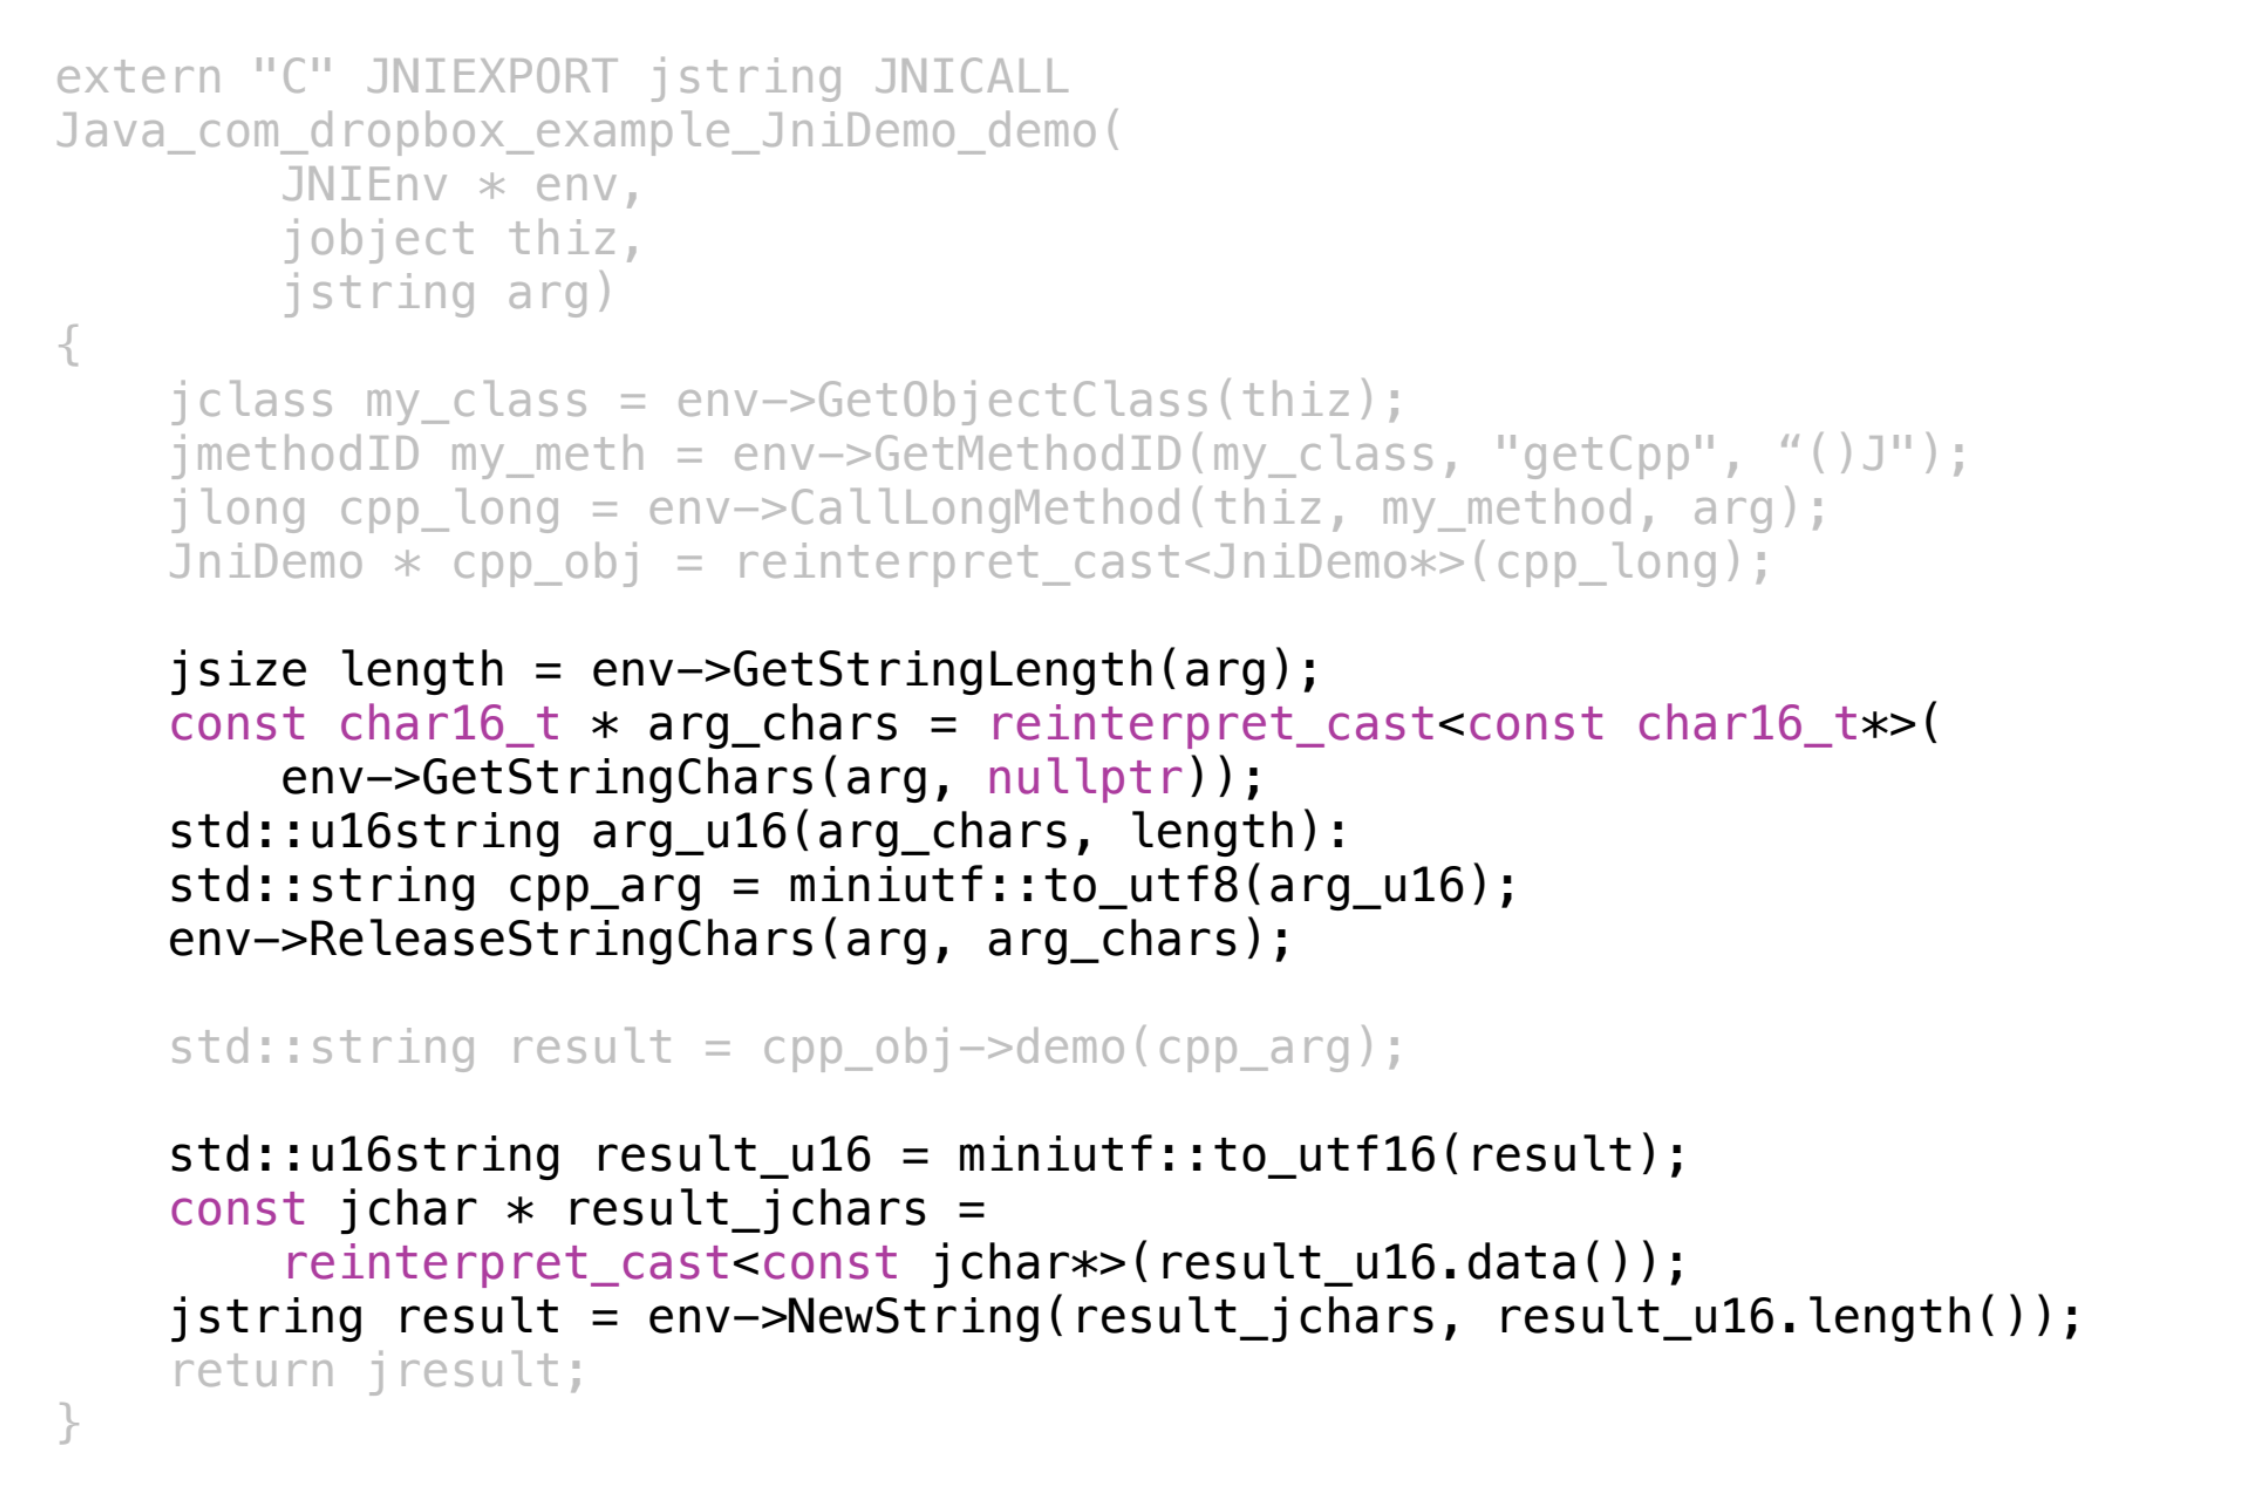 extern "C" JNIEXPORT jstring JNICALL
Java_com_dropbox_example_JniDemo_demo(
        JNIEnv * env,
        jobject thiz,
        jstring arg)
{
    jclass my_class = env->GetObjectClass(thiz);
    jmethodID my_meth = env->GetMethodID(my_class, "getCpp", “()J");
    jlong cpp_long = env->CallLongMethod(thiz, my_method, arg);
    JniDemo * cpp_obj = reinterpret_cast<JniDemo*>(cpp_long);

    jsize length = env->GetStringLength(arg);
    const char16_t * arg_chars = reinterpret_cast<const char16_t*>(
        env->GetStringChars(arg, nullptr));
    std::u16string arg_u16(arg_chars, length):
    std::string cpp_arg = miniutf::to_utf8(arg_u16);
    env->ReleaseStringChars(arg, arg_chars);

    std::string result = cpp_obj->demo(cpp_arg);

    std::u16string result_u16 = miniutf::to_utf16(result);
    const jchar * result_jchars =
        reinterpret_cast<const jchar*>(result_u16.data());
    jstring result = env->NewString(result_jchars, result_u16.length());
    return jresult;
}